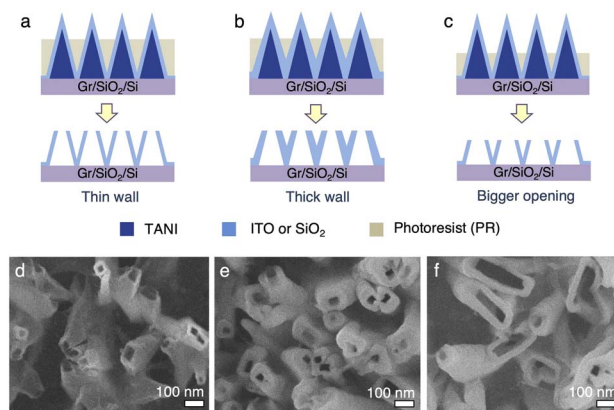 a
b
c
Gr/SiO₂/Si
Gr/SiO₂/Si
Gr/SiO₂/Si
Gr/SiO₂/Si
Gr/SiO₂/Si
Gr/SiO₂/Si
Thin wall
Thick wall
Bigger opening
TANI
ITO or SiO₂
Photoresist (PR)
d
e
f
100 nm
100 nm
100 nm